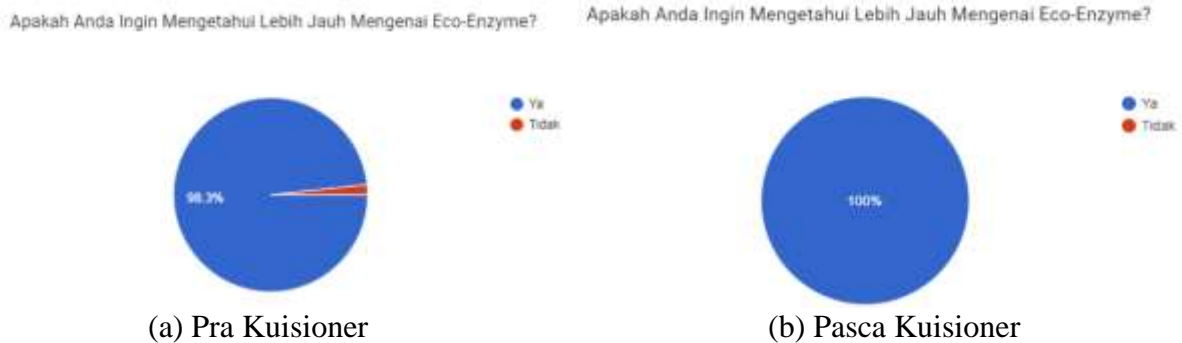 Apakah Anda Ingin Mengetahui Lebih Jauh Mengenai Eco-Enzyme?
Ya
Tidak
98.3%
(a) Pra Kuisioner
Apakah Anda Ingin Mengetahui Lebih Jauh Mengenai Eco-Enzyme?
Ya
Tidak
100%
(b) Pasca Kuisioner